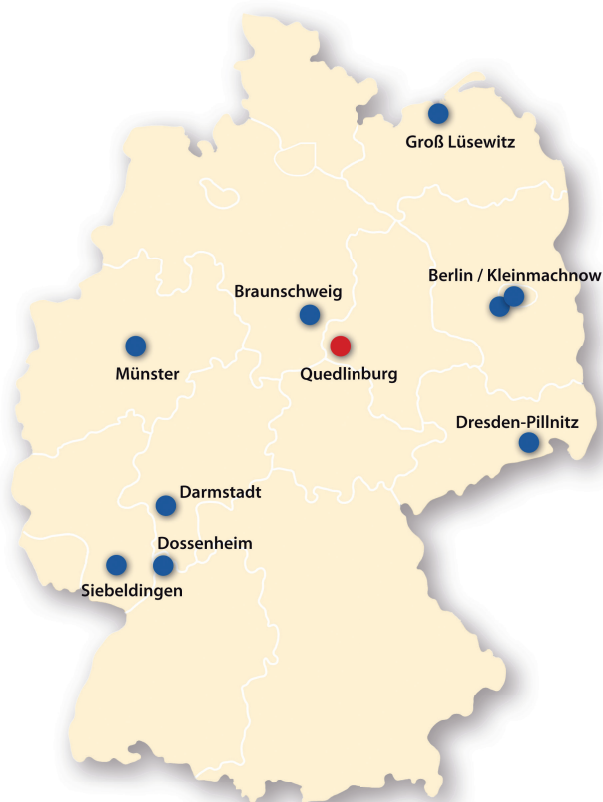 Groß Lüsewitz
Berlin / Kleinmachnow
Braunschweig
Münster
Quedlinburg
Dresden-Pillnitz
Darmstadt
Dossenheim
Siebeldingen